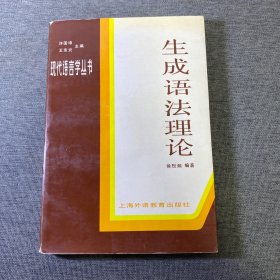 许国璋
王宗炎 主编
现代语言学丛书
生成语法理论
徐烈炯 编著
上海外语教育出版社